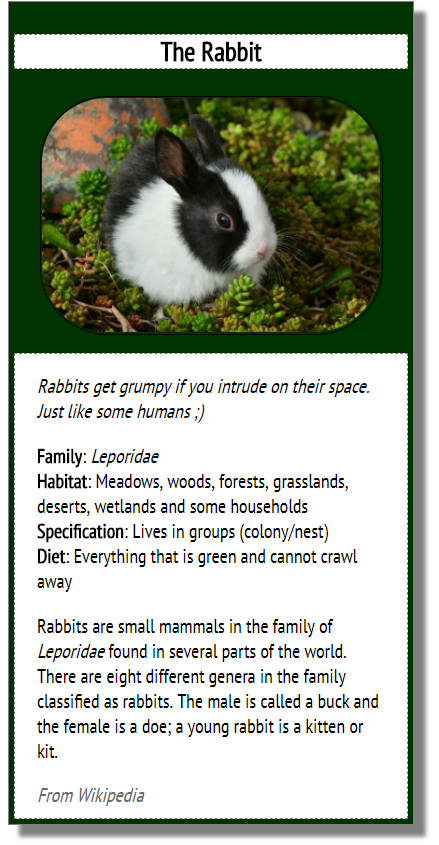 The Rabbit
Rabbits get grumpy if you intrude on their space.
Just like some humans ;)
Family: Leporidae
Habitat: Meadows, woods, forests, grasslands,
deserts, wetlands and some households
Specification: Lives in groups (colony/nest)
Diet: Everything that is green and cannot crawl
away
Rabbits are small mammals in the family of
Leporidae found in several parts of the world.
There are eight different genera in the family
classified as rabbits. The male is called a buck and
the female is a doe; a young rabbit is a kitten or
kit.
From Wikipedia